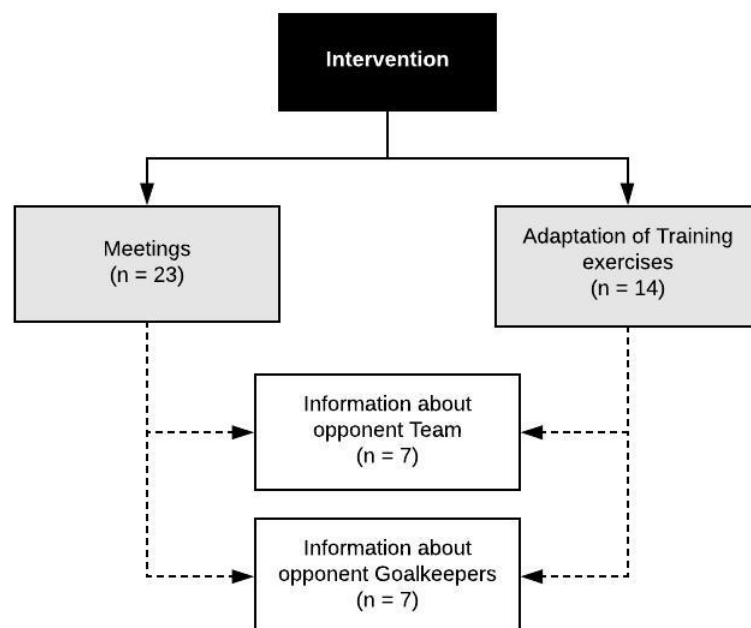 Intervention
Meetings
(n = 23)
Adaptation of Training
exercises
(n = 14)
Information about
opponent Team
(n = 7)
Information about
opponent Goalkeepers
(n = 7)